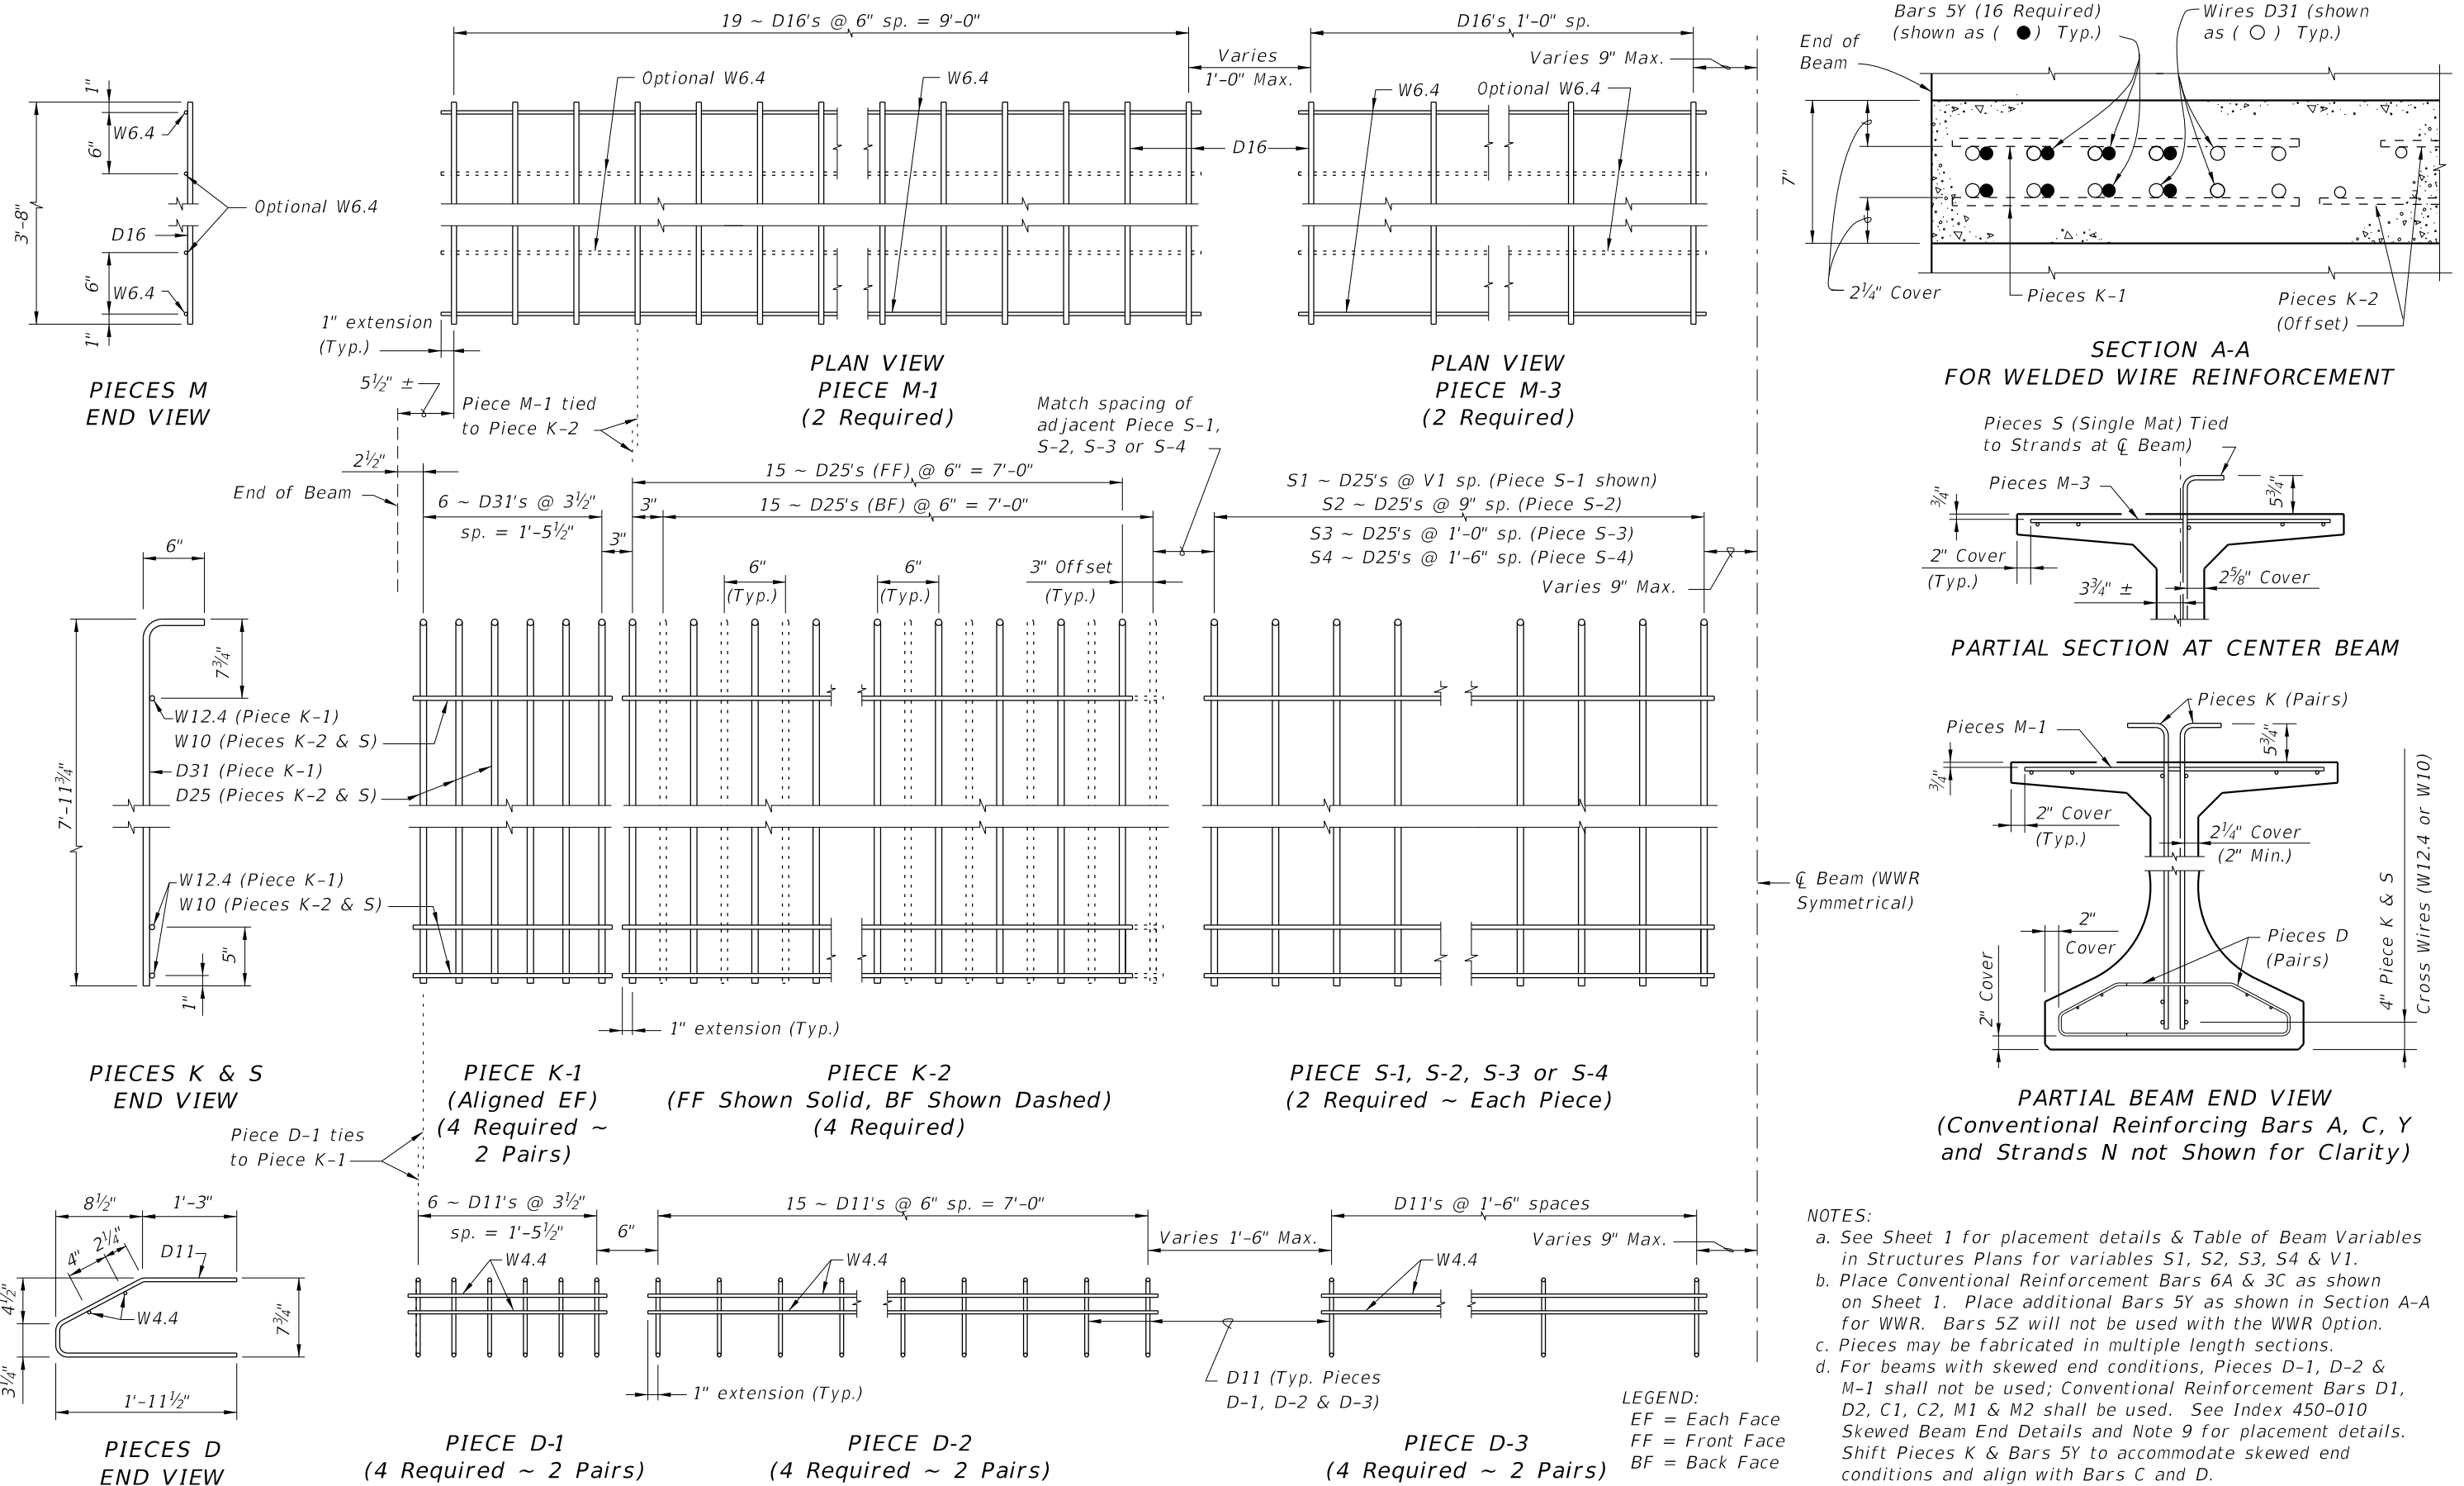 19 ~ D16's @ 6" sp. = 9'-0"
D16's 1'-0" sp.
Varies
1'-0" Max.
Varies 9" Max.
Optional W6.4
W6.4
W6.4
Optional W6.4
D16
1"
6"
W6.4
3'-8"
Optional W6.4
D16
6"
W6.4
1"
PIECES M
END VIEW
1" extension
(Typ.)
5½" ±
PLAN VIEW
PIECE M-1
(2 Required)
PLAN VIEW
PIECE M-3
(2 Required)
Bars 5Y (16 Required)
(shown as ( ● ) Typ.)
Wires D31 (shown
as ( ○ ) Typ.)
End of
Beam
7"
2¼" Cover
Pieces K-1
Pieces K-2
(Offset)
SECTION A-A
FOR WELDED WIRE REINFORCEMENT
Piece M-1 tied
to Piece K-2
Match spacing of
adjacent Piece S-1,
S-2, S-3 or S-4
2½"
End of Beam
6 ~ D31's @ 3½"
sp. = 1'-5½"
3"
3"
15 ~ D25's (FF) @ 6" = 7'-0"
15 ~ D25's (BF) @ 6" = 7'-0"
6"
(Typ.)
6"
(Typ.)
3" Offset
(Typ.)
S1 ~ D25's @ V1 sp. (Piece S-1 shown)
S2 ~ D25's @ 9" sp. (Piece S-2)
S3 ~ D25's @ 1'-0" sp. (Piece S-3)
S4 ~ D25's @ 1'-6" sp. (Piece S-4)
Varies 9" Max.
6"
7¾"
7'-11¾"
W12.4 (Piece K-1)
W10 (Pieces K-2 & S)
D31 (Piece K-1)
D25 (Pieces K-2 & S)
W12.4 (Piece K-1)
W10 (Pieces K-2 & S)
5"
1"
1" extension (Typ.)
℄ Beam (WWR
Symmetrical)
PIECES K & S
END VIEW
PIECE K-1
(Aligned EF)
(4 Required ~
2 Pairs)
PIECE K-2
(FF Shown Solid, BF Shown Dashed)
(4 Required)
PIECE S-1, S-2, S-3 or S-4
(2 Required ~ Each Piece)
Pieces S (Single Mat) Tied
to Strands at ℄ Beam)
Pieces M-3
¾"
5¾"
2" Cover
(Typ.)
3¾" ±
2⅝" Cover
PARTIAL SECTION AT CENTER BEAM
Pieces K (Pairs)
Pieces M-1
5¾"
¾"
2" Cover
(Typ.)
2¼" Cover
(2" Min.)
2"
Cover
Pieces D
(Pairs)
2" Cover
4" Piece K & S
Cross Wires (W12.4 or W10)
PARTIAL BEAM END VIEW
(Conventional Reinforcing Bars A, C, Y
and Strands N not Shown for Clarity)
Piece D-1 ties
to Piece K-1
8½"
1'-3"
4"
2¼"
D11
4½"
W4.4
7¾"
3¼"
1'-11½"
PIECES D
END VIEW
6 ~ D11's @ 3½"
sp. = 1'-5½"
6"
W4.4
15 ~ D11's @ 6" sp. = 7'-0"
W4.4
Varies 1'-6" Max.
D11's @ 1'-6" spaces
Varies 9" Max.
W4.4
1" extension (Typ.)
D11 (Typ. Pieces
D-1, D-2 & D-3)
PIECE D-1
(4 Required ~ 2 Pairs)
PIECE D-2
(4 Required ~ 2 Pairs)
PIECE D-3
(4 Required ~ 2 Pairs)
LEGEND:
EF = Each Face
FF = Front Face
BF = Back Face
NOTES:
a. See Sheet 1 for placement details & Table of Beam Variables
in Structures Plans for variables S1, S2, S3, S4 & V1.
b. Place Conventional Reinforcement Bars 6A & 3C as shown
on Sheet 1. Place additional Bars 5Y as shown in Section A-A
for WWR. Bars 5Z will not be used with the WWR Option.
c. Pieces may be fabricated in multiple length sections.
d. For beams with skewed end conditions, Pieces D-1, D-2 &
M-1 shall not be used; Conventional Reinforcement Bars D1,
D2, C1, C2, M1 & M2 shall be used. See Index 450-010
Skewed Beam End Details and Note 9 for placement details.
Shift Pieces K & Bars 5Y to accommodate skewed end
conditions and align with Bars C and D.